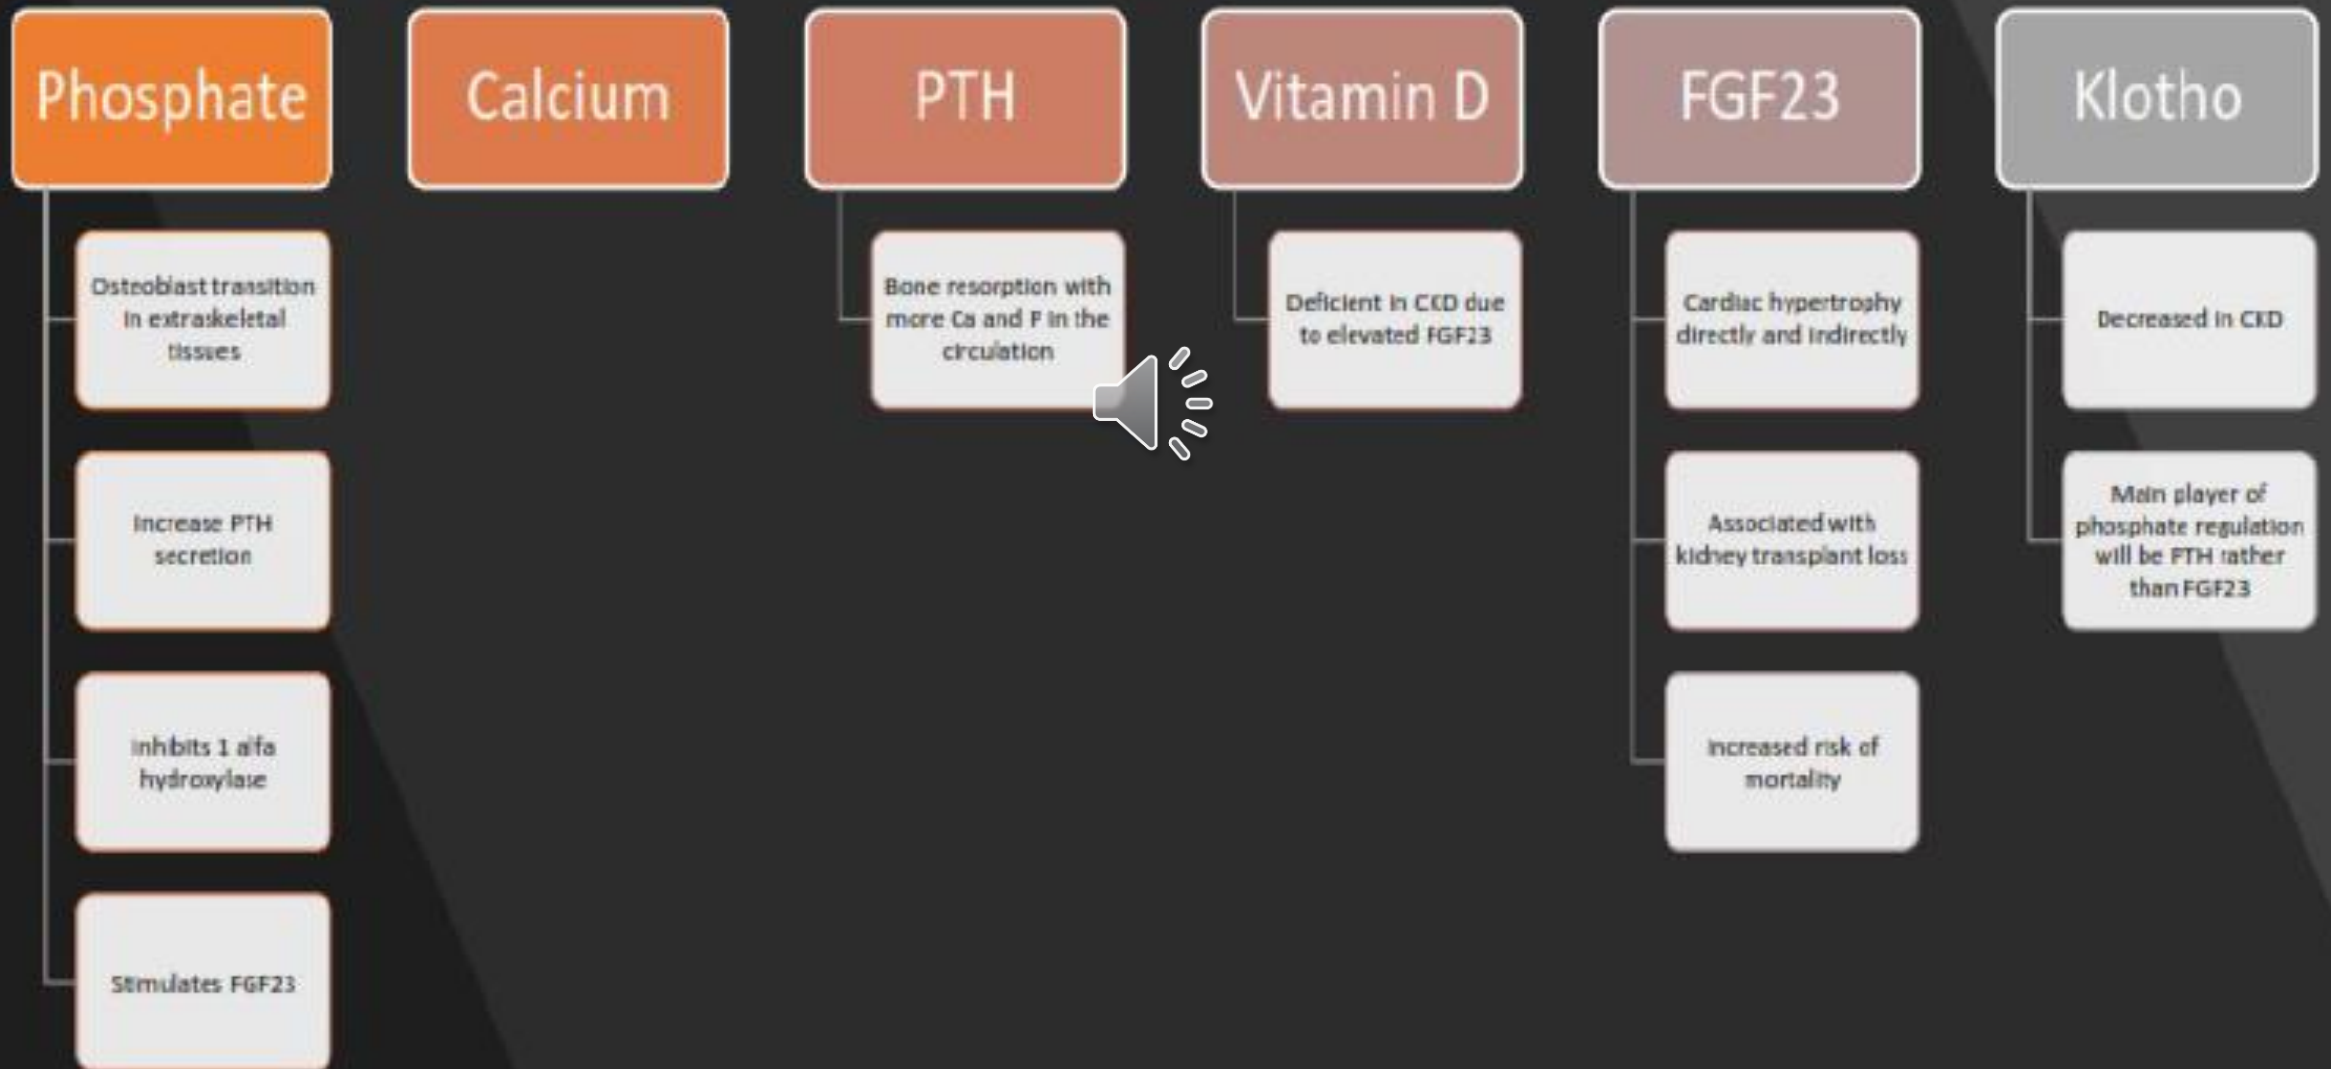 Phosphate
Osteoblast transition
in extraskeletal
tissues
Increase PTH
secretion
Inhibits 1 alfa
hydroxylase
Stimulates FGF23
Calcium
PTH
Bone resorption with
more Ca and P in the
circulation
Vitamin D
Deficient in CKD due
to elevated FGF23
FGF23
Cardiac hypertrophy
directly and indirectly
Associated with
kidney transplant loss
Increased risk of
mortality
Klotho
Decreased in CKD
Main player of
phosphate regulation
will be PTH rather
than FGF23